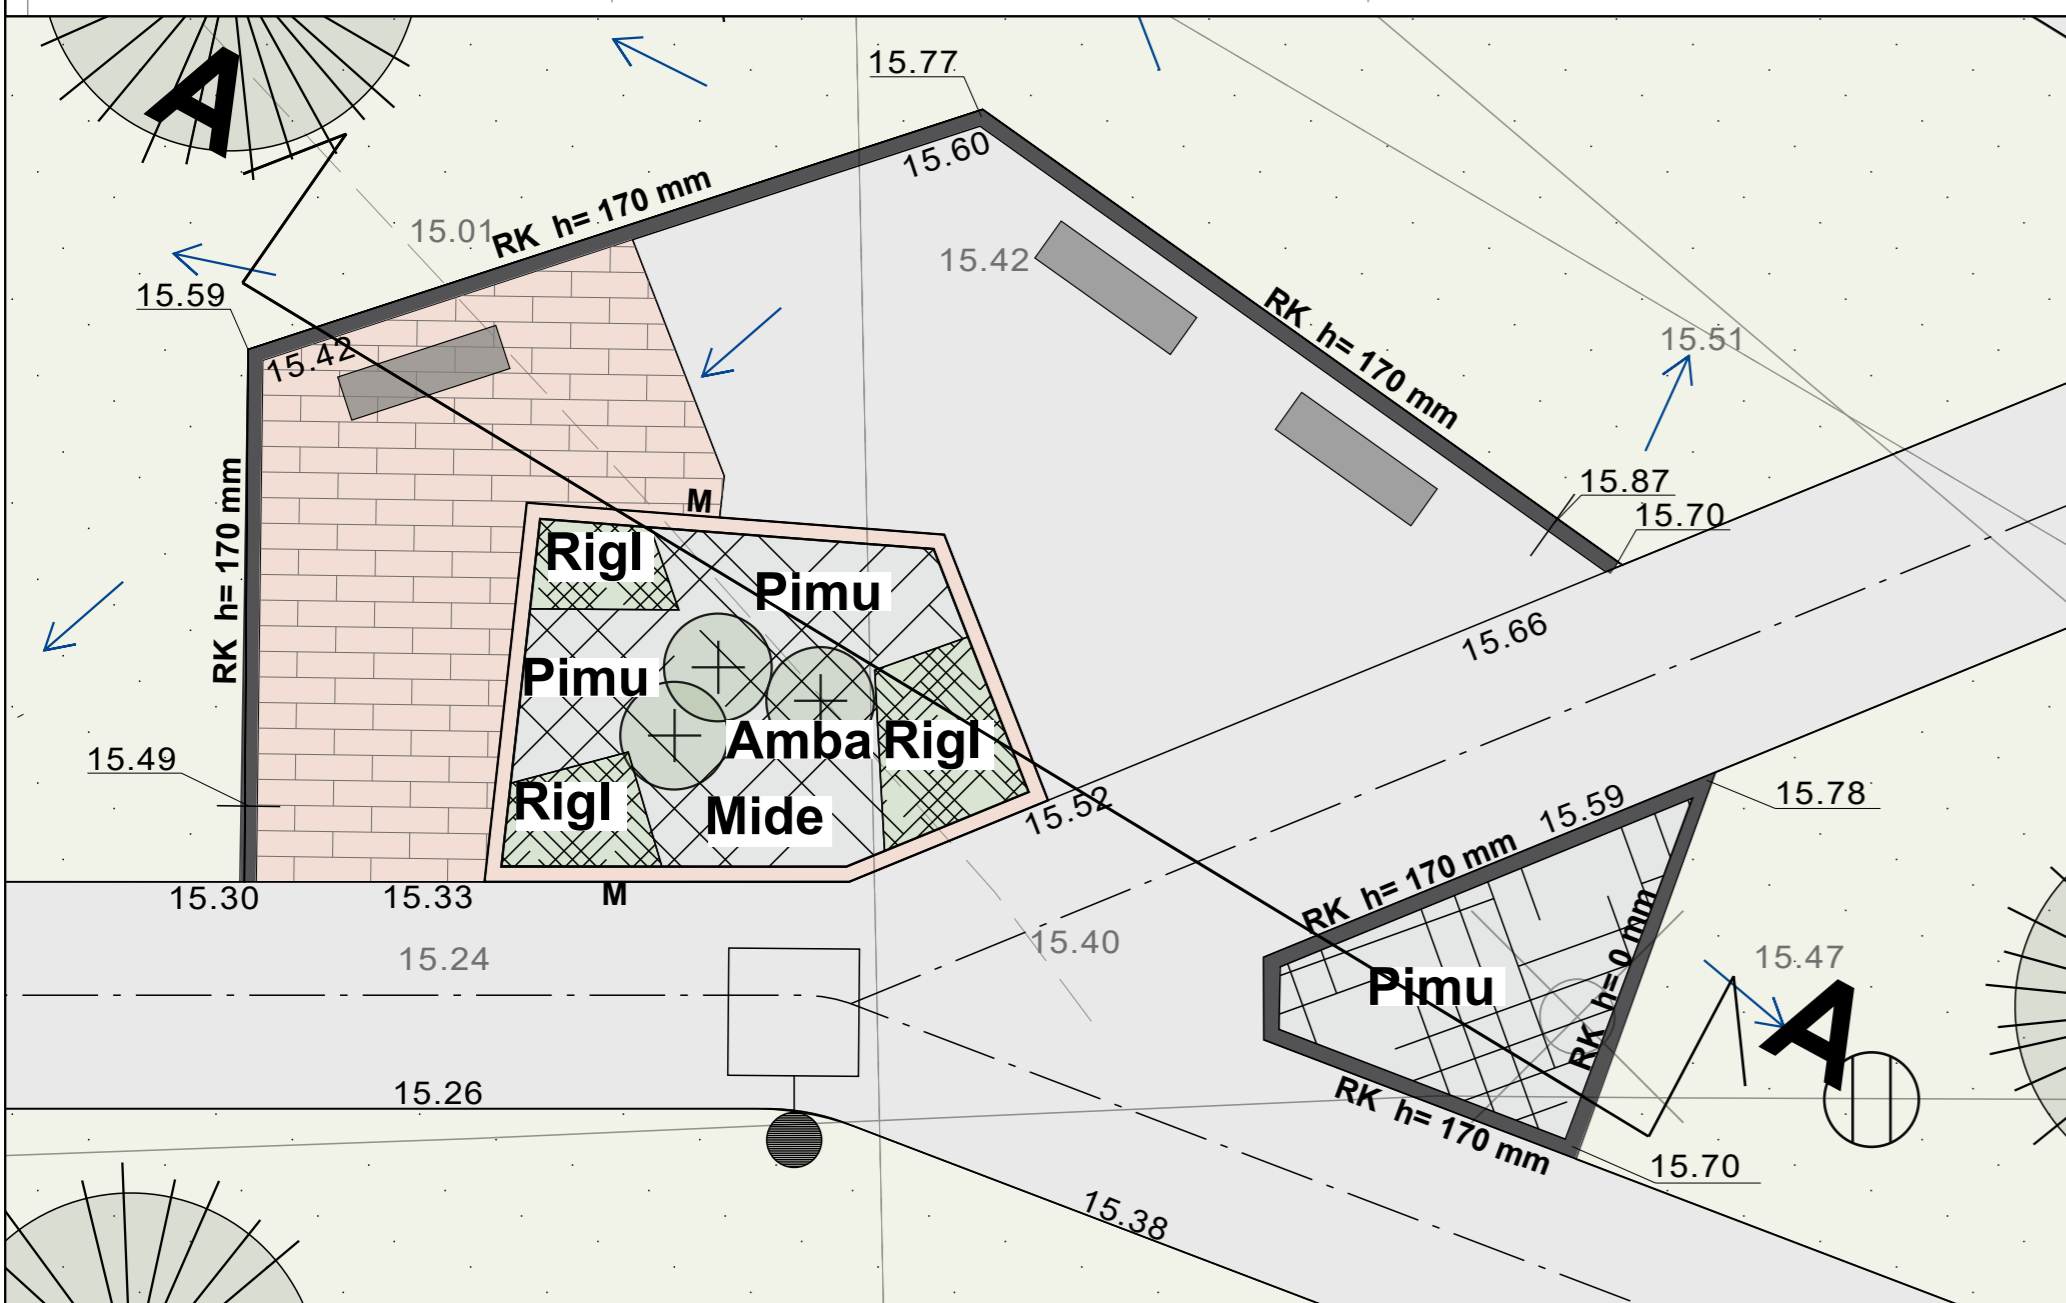 A
15.77
15.60
RK h= 170 mm
15.01
15.42
15.59
15.42
RK h= 170 mm
15.51
15.87
15.70
M
RK h= 170 mm
Rigl
Pimu
15.66
Pimu
Amba
Rigl
15.49
Rigl
Mide
15.52
15.59
15.78
15.30
15.33
M
RK h= 170 mm
15.24
15.40
RK h= 0 mm
15.47
Pimu
A
15.26
RK h= 170 mm
15.70
15.38